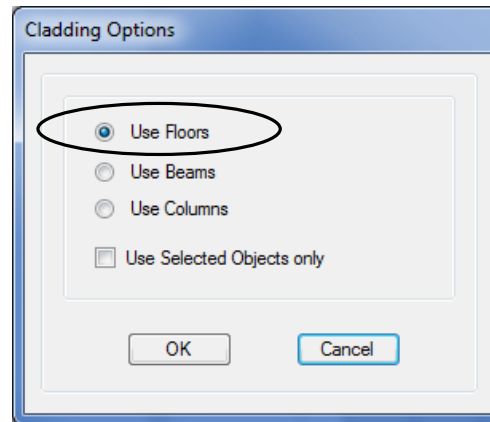 Cladding Options
Use Floors
Use Beams
Use Columns
Use Selected Objects only
OK Cancel